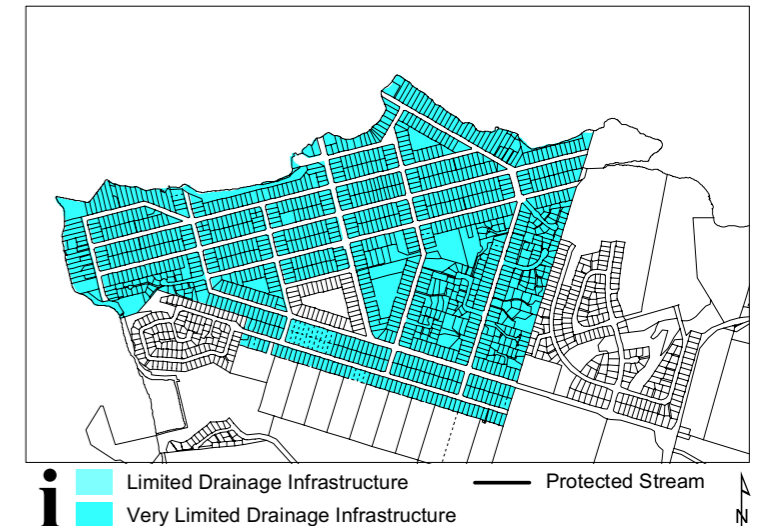 i
Limited Drainage Infrastructure
Protected Stream
Very Limited Drainage Infrastructure
N